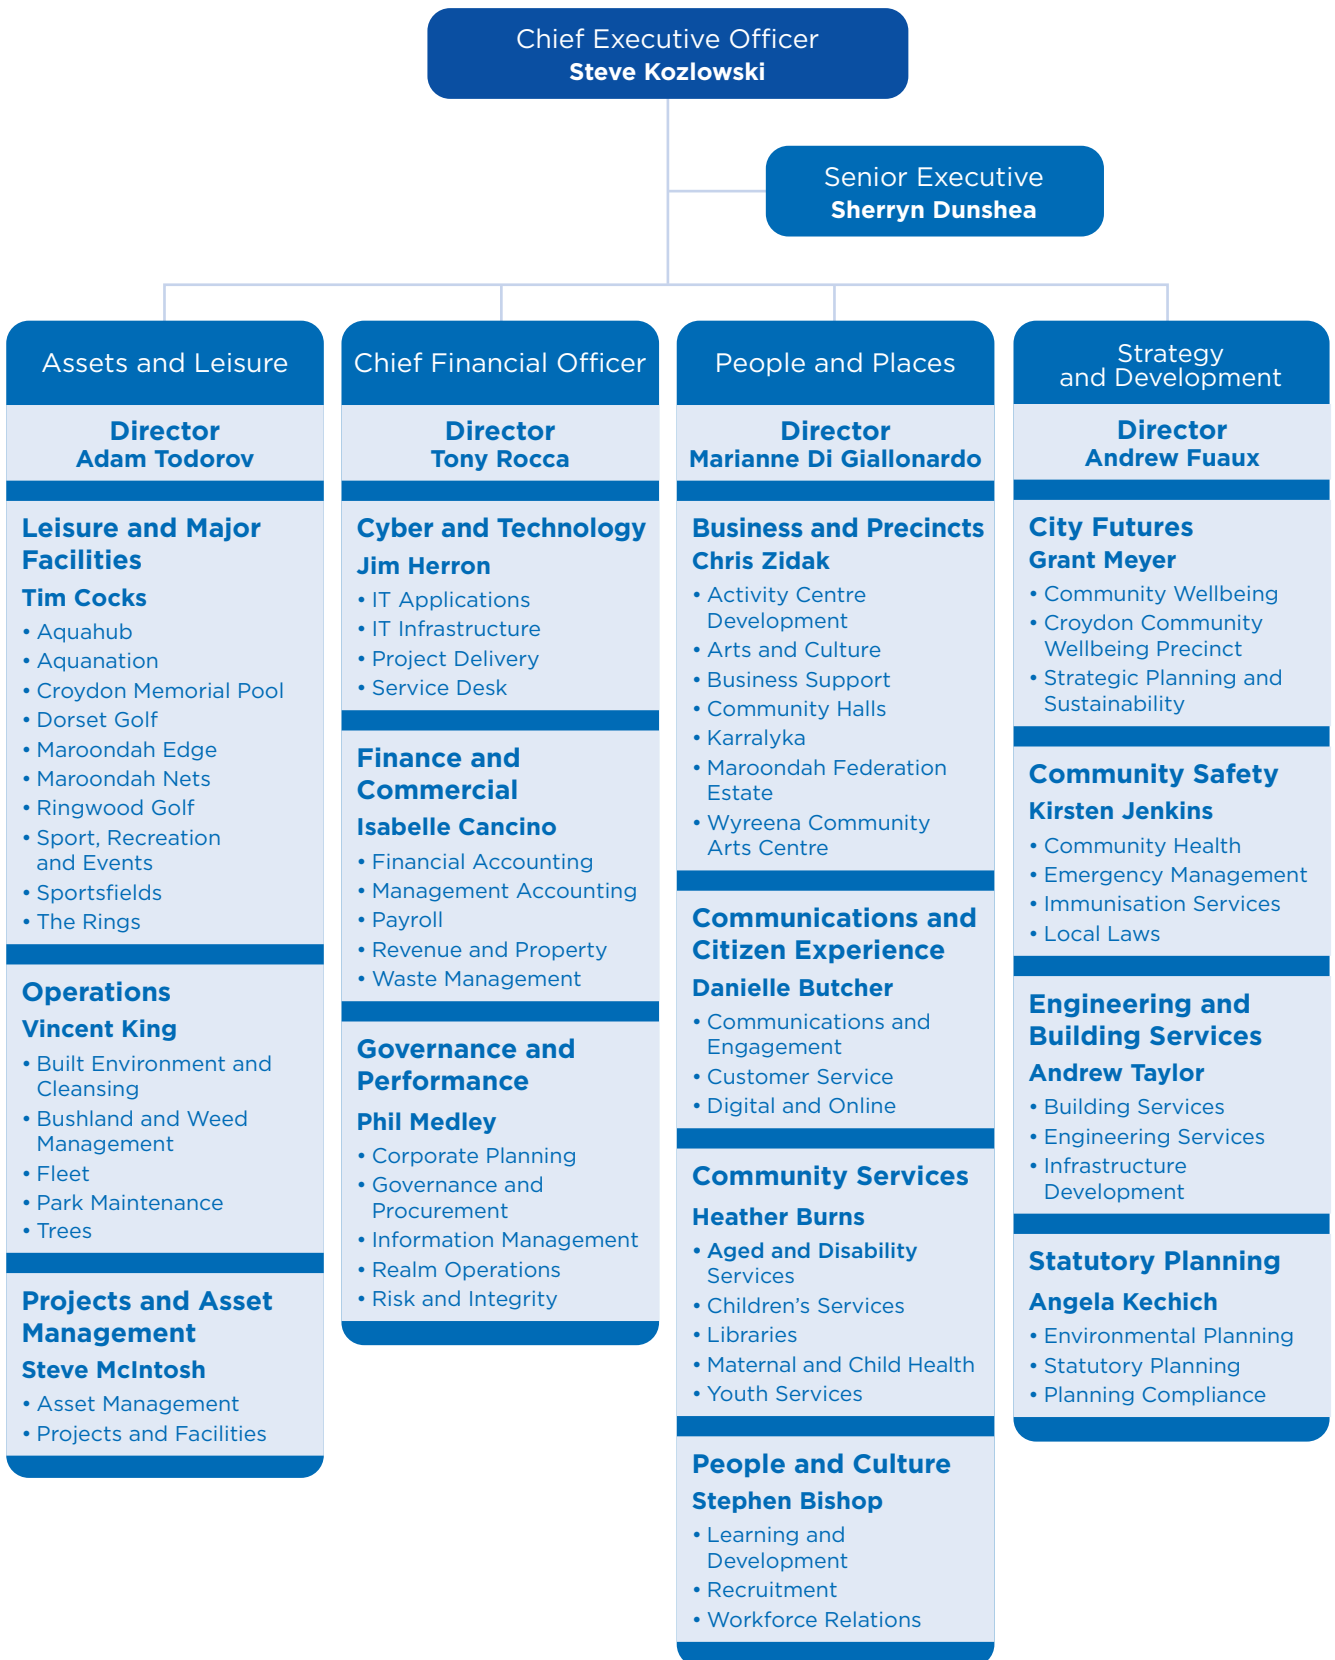 Chief Executive Officer
Steve Kozlowski
Senior Executive
Sherryn Dunshea
Assets and Leisure
Director
Adam Todorov
Leisure and Major
Facilities
Tim Cocks
• Aquahub
• Aquanation
• Croydon Memorial Pool
• Dorset Golf
• Maroondah Edge
• Maroondah Nets
• Ringwood Golf
• Sport, Recreation
and Events
• Sportsfields
• The Rings
Operations
Vincent King
• Built Environment and
Cleansing
• Bushland and Weed
Management
• Fleet
• Park Maintenance
• Trees
Projects and Asset
Management
Steve McIntosh
• Asset Management
• Projects and Facilities
Chief Financial Officer
Director
Tony Rocca
Cyber and Technology
Jim Herron
• IT Applications
• IT Infrastructure
• Project Delivery
• Service Desk
Finance and
Commercial
Isabelle Cancino
• Financial Accounting
• Management Accounting
• Payroll
• Revenue and Property
• Waste Management
Governance and
Performance
Phil Medley
• Corporate Planning
• Governance and
Procurement
• Information Management
• Realm Operations
• Risk and Integrity
People and Places
Director
Marianne Di Giallonardo
Business and Precincts
Chris Zidak
• Activity Centre
Development
• Arts and Culture
• Business Support
• Community Halls
• Karralyka
• Maroondah Federation
Estate
• Wyreena Community
Arts Centre
Communications and
Citizen Experience
Danielle Butcher
• Communications and
Engagement
• Customer Service
• Digital and Online
Community Services
Heather Burns
• Aged and Disability
Services
• Children’s Services
• Libraries
• Maternal and Child Health
• Youth Services
People and Culture
Stephen Bishop
• Learning and
Development
• Recruitment
• Workforce Relations
Strategy
and Development
Director
Andrew Fuaux
City Futures
Grant Meyer
• Community Wellbeing
• Croydon Community
Wellbeing Precinct
• Strategic Planning and
Sustainability
Community Safety
Kirsten Jenkins
• Community Health
• Emergency Management
• Immunisation Services
• Local Laws
Engineering and
Building Services
Andrew Taylor
• Building Services
• Engineering Services
• Infrastructure
Development
Statutory Planning
Angela Kechich
• Environmental Planning
• Statutory Planning
• Planning Compliance